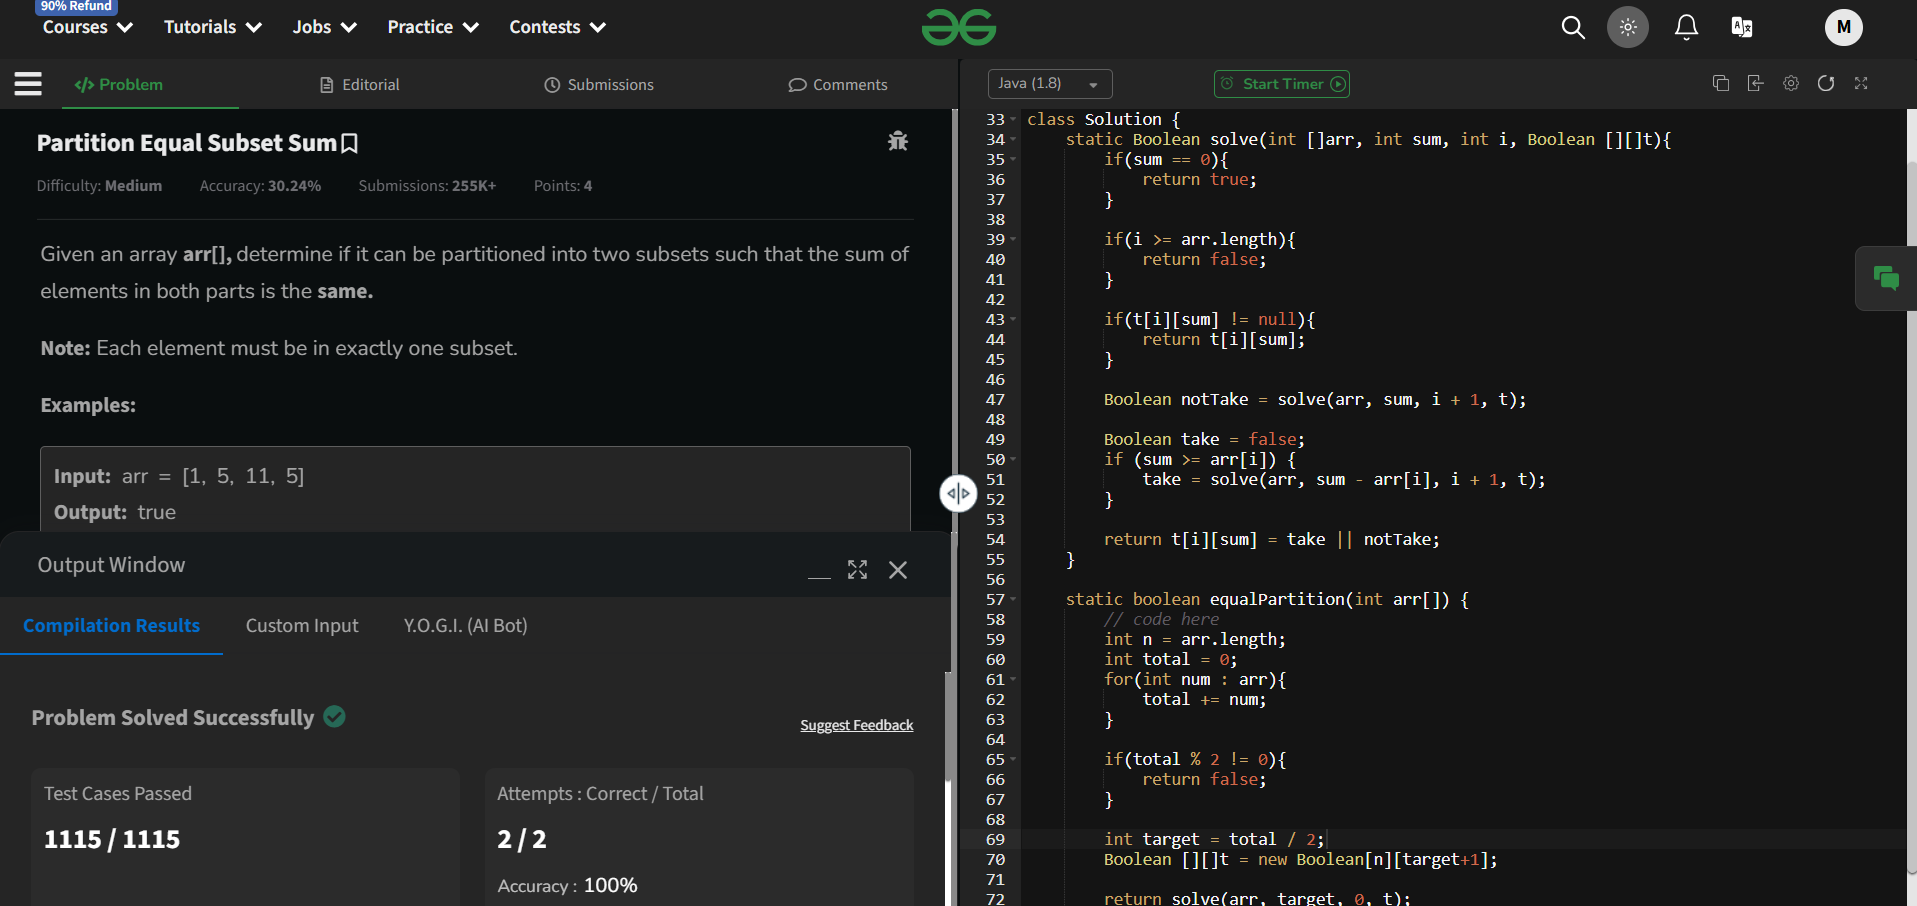 90% Refund
Courses Tutorials Jobs Practice Contests
M
</> Problem Editorial Submissions Comments
Java (1.8) Start Timer
Partition Equal Subset Sum
Difficulty: Medium Accuracy: 30.24% Submissions: 255K+ Points: 4
Given an array arr[], determine if it can be partitioned into two subsets such that the sum of
elements in both parts is the same.
Note: Each element must be in exactly one subset.
Examples:
Input: arr = [1, 5, 11, 5]
Output: true
Output Window
Compilation Results Custom Input Y.O.G.I. (AI Bot)
Problem Solved Successfully
Suggest Feedback
Test Cases Passed
1115 / 1115
Attempts : Correct / Total
2 / 2
Accuracy : 100%
33 class Solution {
34 static Boolean solve(int []arr, int sum, int i, Boolean [][]t){
35 if(sum == 0){
36 return true;
37 }
38
39 if(i >= arr.length){
40 return false;
41 }
42
43 if(t[i][sum] != null){
44 return t[i][sum];
45 }
46
47 Boolean notTake = solve(arr, sum, i + 1, t);
48
49 Boolean take = false;
50 if (sum >= arr[i]) {
51 take = solve(arr, sum - arr[i], i + 1, t);
52 }
53
54 return t[i][sum] = take || notTake;
55 }
56
57 static boolean equalPartition(int arr[]) {
58 // code here
59 int n = arr.length;
60 int total = 0;
61 for(int num : arr){
62 total += num;
63 }
64
65 if(total % 2 != 0){
66 return false;
67 }
68
69 int target = total / 2;
70 Boolean [][]t = new Boolean[n][target+1];
71
72 return solve(arr, target, 0, t);